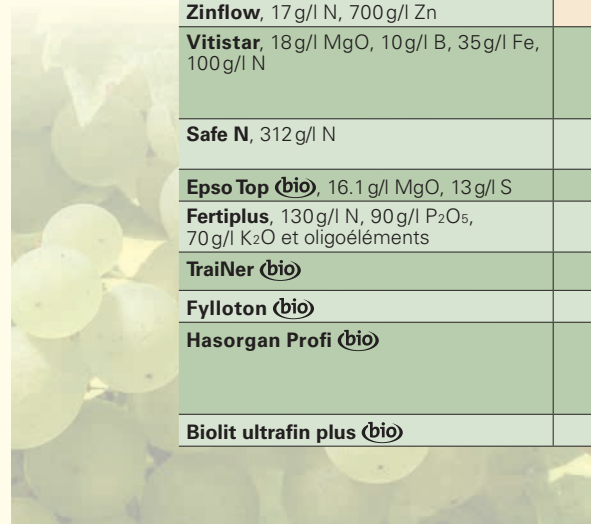 Zinflow, 17 g/l N, 700 g/l Zn
Vitistar, 18 g/l MgO, 10 g/l B, 35 g/l Fe,
100 g/l N
Safe N, 312 g/l N
Epso Top bio, 16.1 g/l MgO, 13 g/l S
Fertiplus, 130 g/l N, 90 g/l P2O5,
70 g/l K2O et oligoéléments
TraiNer bio
Fylloton bio
Hasorgan Profi bio
Biolit ultrafin plus bio